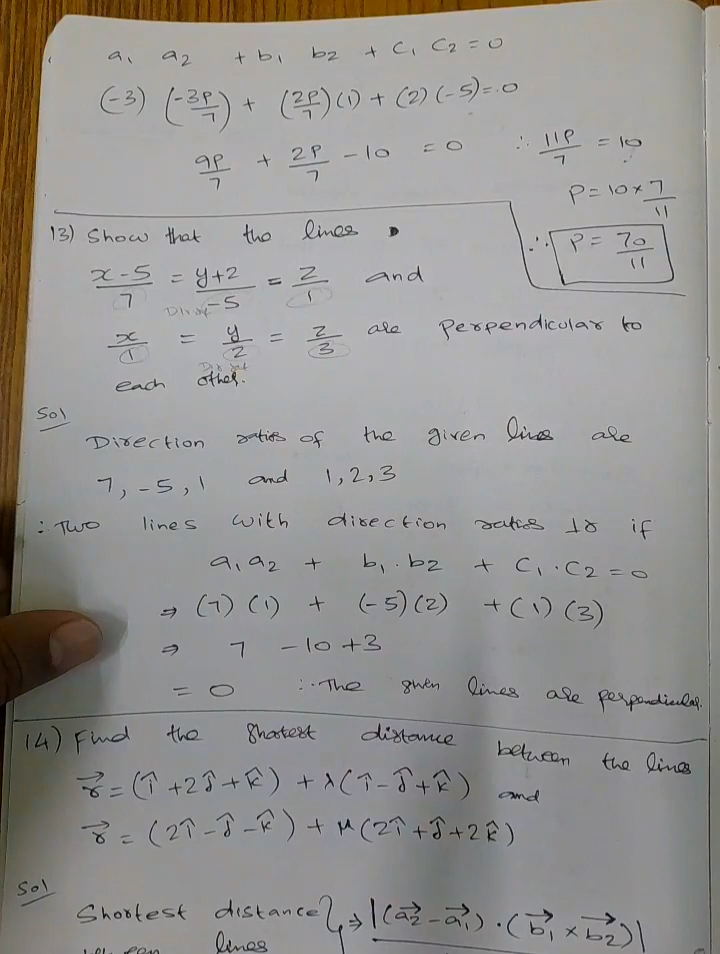 a₁ a₂ + b₁ b₂ + c₁ c₂ = 0
(-3) (-3P/7) + (2P/7)(1) + (2)(-5) = 0
9P/7 + 2P/7 - 10 = 0 ∴ 11P/7 = 10
P = 10 × 7/11
∴ P = 70/11
13) Show that the lines
x-5/7 = y+2/-5 = z/1 and
x/1 = y/2 = z/3 are perpendicular to
each other.
Sol
Direction ratios of the given lines are
7, -5, 1 and 1, 2, 3
∴ Two lines with direction ratios ⊥r if
a₁ a₂ + b₁ · b₂ + c₁ · c₂ = 0
⇒ (7) (1) + (-5) (2) + (1) (3)
⇒ 7 - 10 + 3
= 0 ∴ The given lines are perpendicular.
14) Find the shortest distance between the lines
r⃗ = (î + 2ĵ + k̂) + λ(î - ĵ + k̂) and
r⃗ = (2î - ĵ - k̂) + μ(2î + ĵ + 2k̂)
Sol
Shortest distance } ⇒ |(a₂⃗ - a₁⃗) · (b₁⃗ × b₂⃗)|
lines